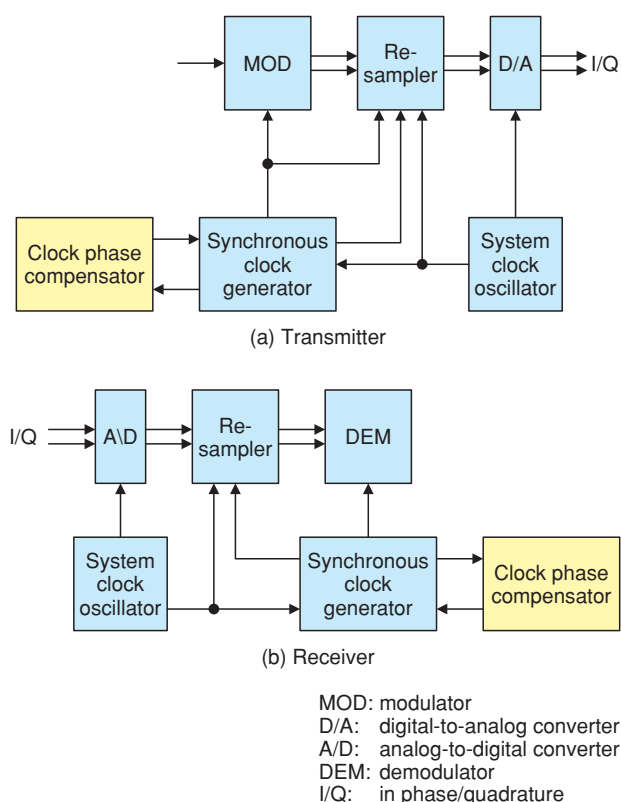 MOD
Re-
sampler
D/A
I/Q
Clock phase
compensator
Synchronous
clock
generator
System
clock
oscillator
(a) Transmitter
I/Q
A\D
Re-
sampler
DEM
System
clock
oscillator
Synchronous
clock
generator
Clock phase
compensator
(b) Receiver
MOD: modulator
D/A: digital-to-analog converter
A/D: analog-to-digital converter
DEM: demodulator
I/Q: in phase/quadrature